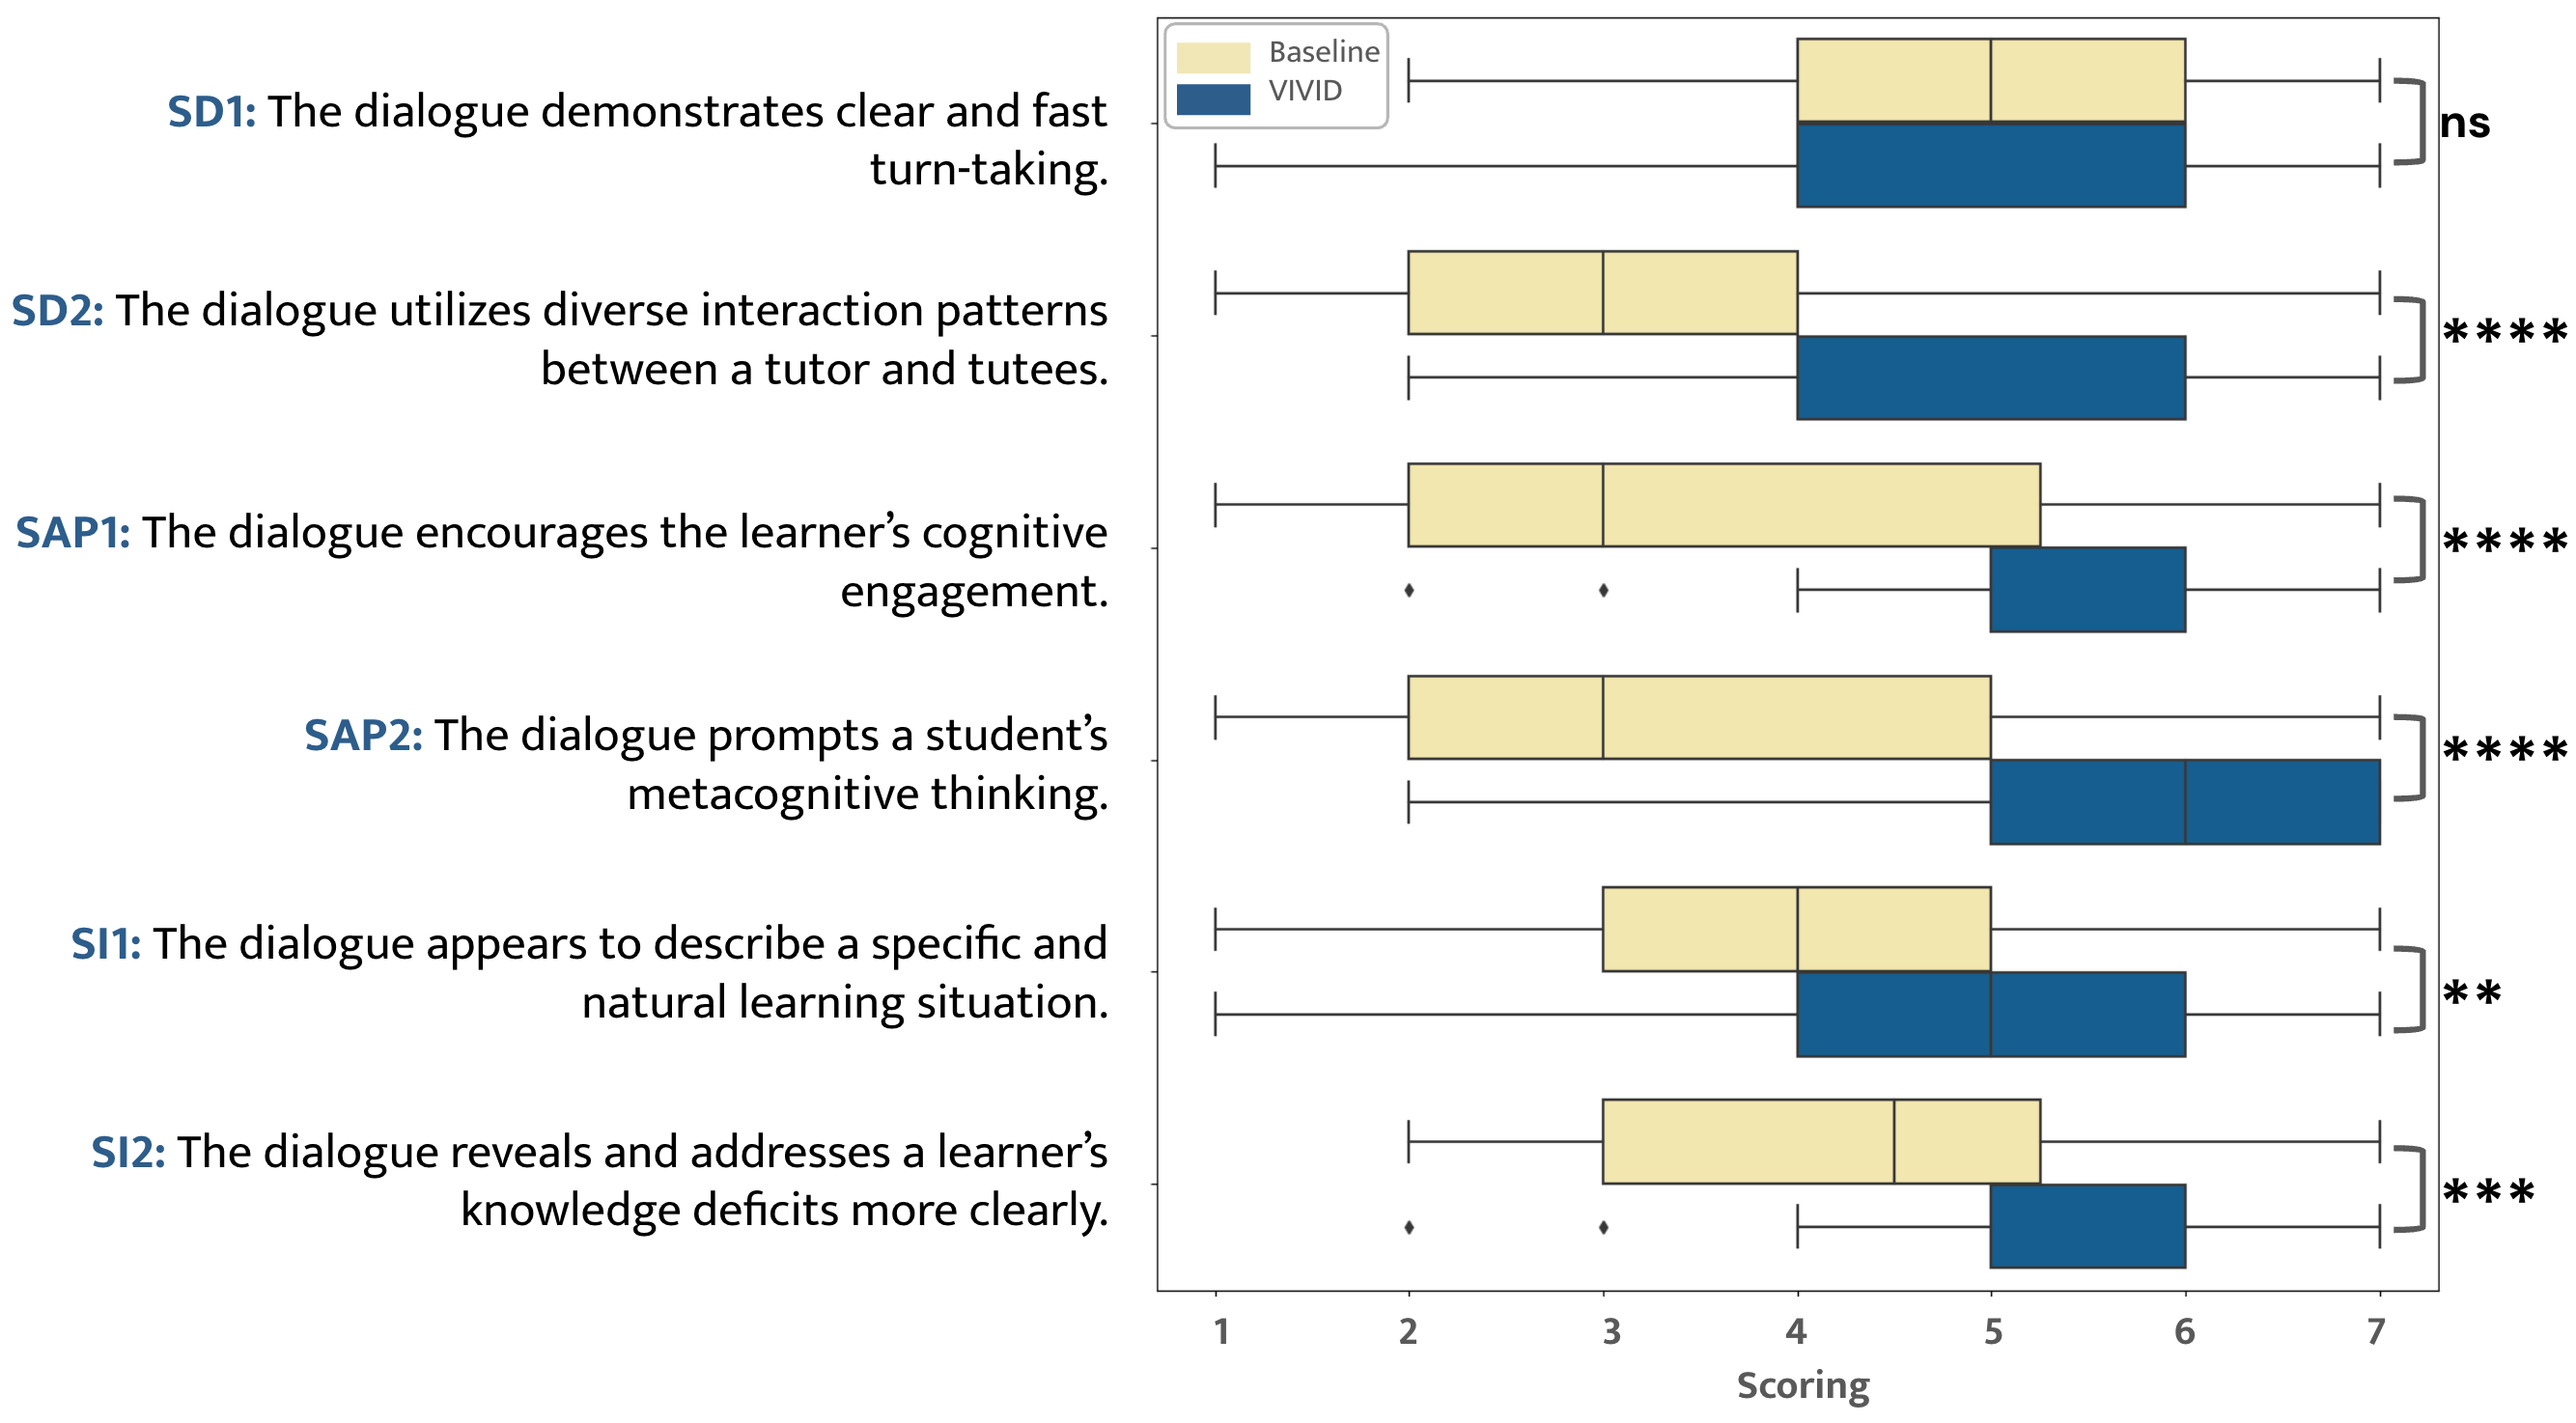 Baseline
VIVID
SD1: The dialogue demonstrates clear and fast
turn-taking.
ns
SD2: The dialogue utilizes diverse interaction patterns
between a tutor and tutees.
****
SAP1: The dialogue encourages the learner’s cognitive
engagement.
****
SAP2: The dialogue prompts a student’s
metacognitive thinking.
****
SI1: The dialogue appears to describe a specific and
natural learning situation.
**
SI2: The dialogue reveals and addresses a learner’s
knowledge deficits more clearly.
***
1 2 3 4 5 6 7
Scoring